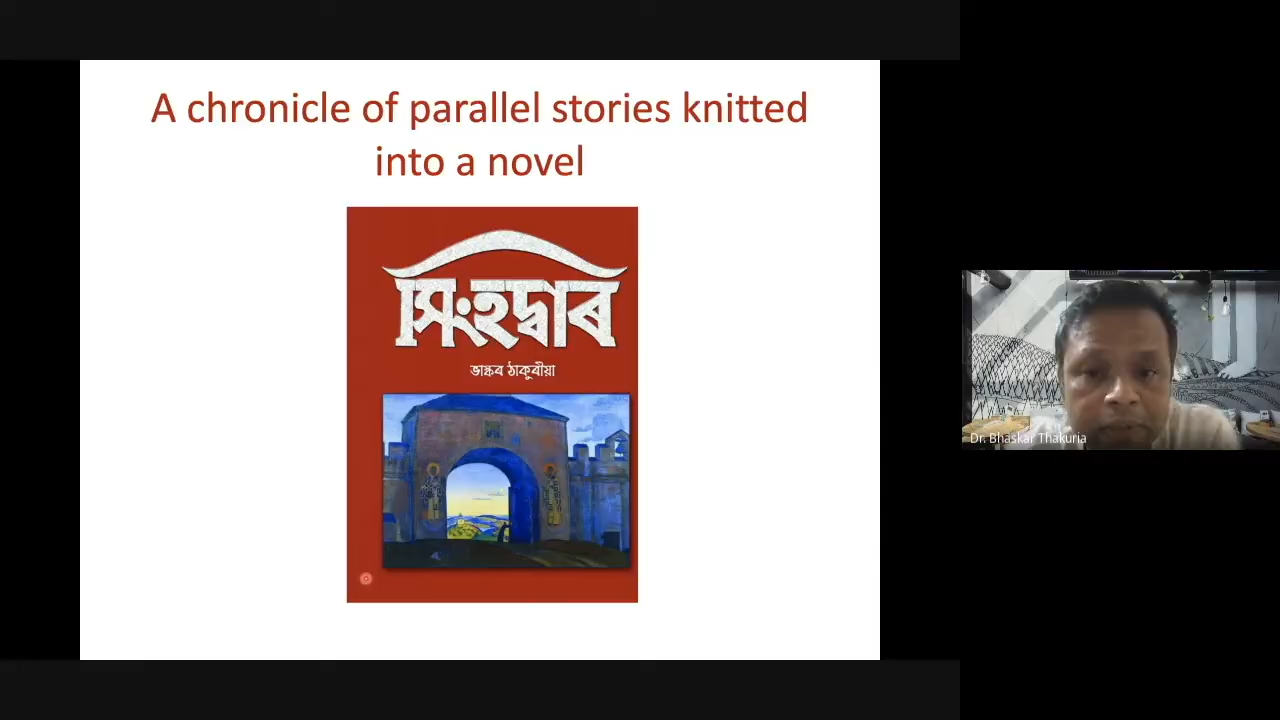 A chronicle of parallel stories knitted
into a novel
সিংহদ্বাৰ
ভাস্কৰ ঠাকুৰীয়া
Dr. Bhaskar Thakuria